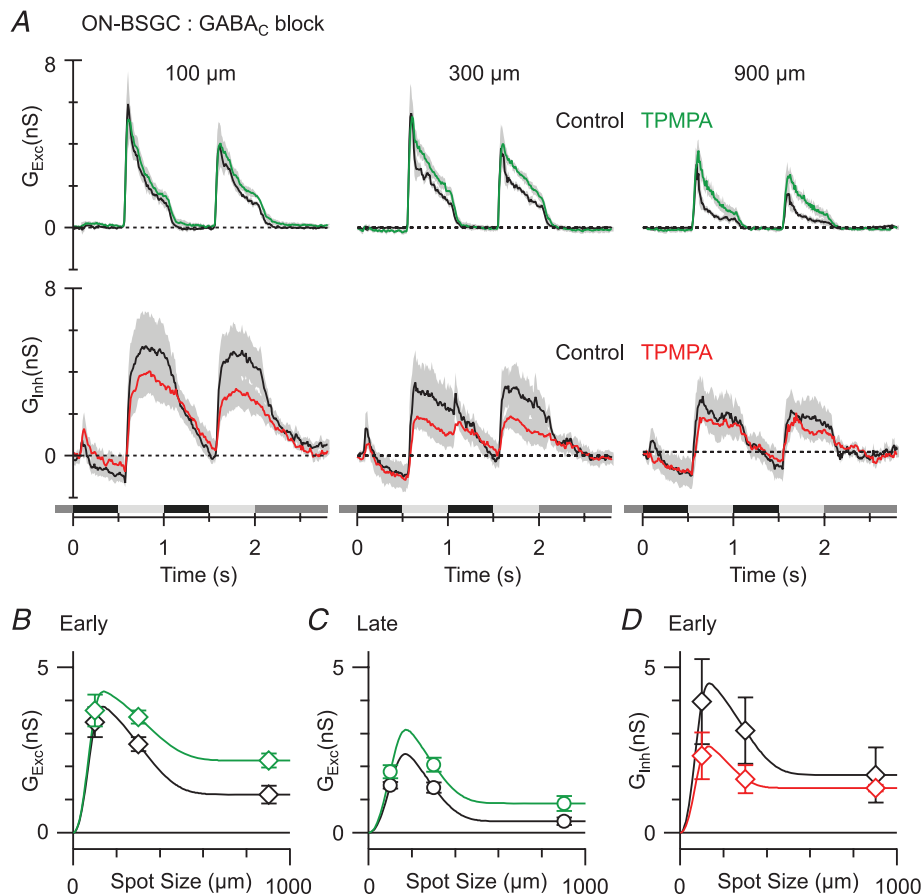 A ON-BSGC : GABAC block
100 µm 300 µm 900 µm
Control TPMPA
8
0
GExc(nS)
Control TPMPA
8
0
GInh(nS)
0 1 2 0 1 2 0 1 2
Time (s) Time (s) Time (s)
B Early
5
0
GExc(nS)
0 Spot Size (µm) 1000
C Late
5
0
GExc(nS)
0 Spot Size (µm) 1000
D Early
5
0
GInh(nS)
0 Spot Size (µm) 1000